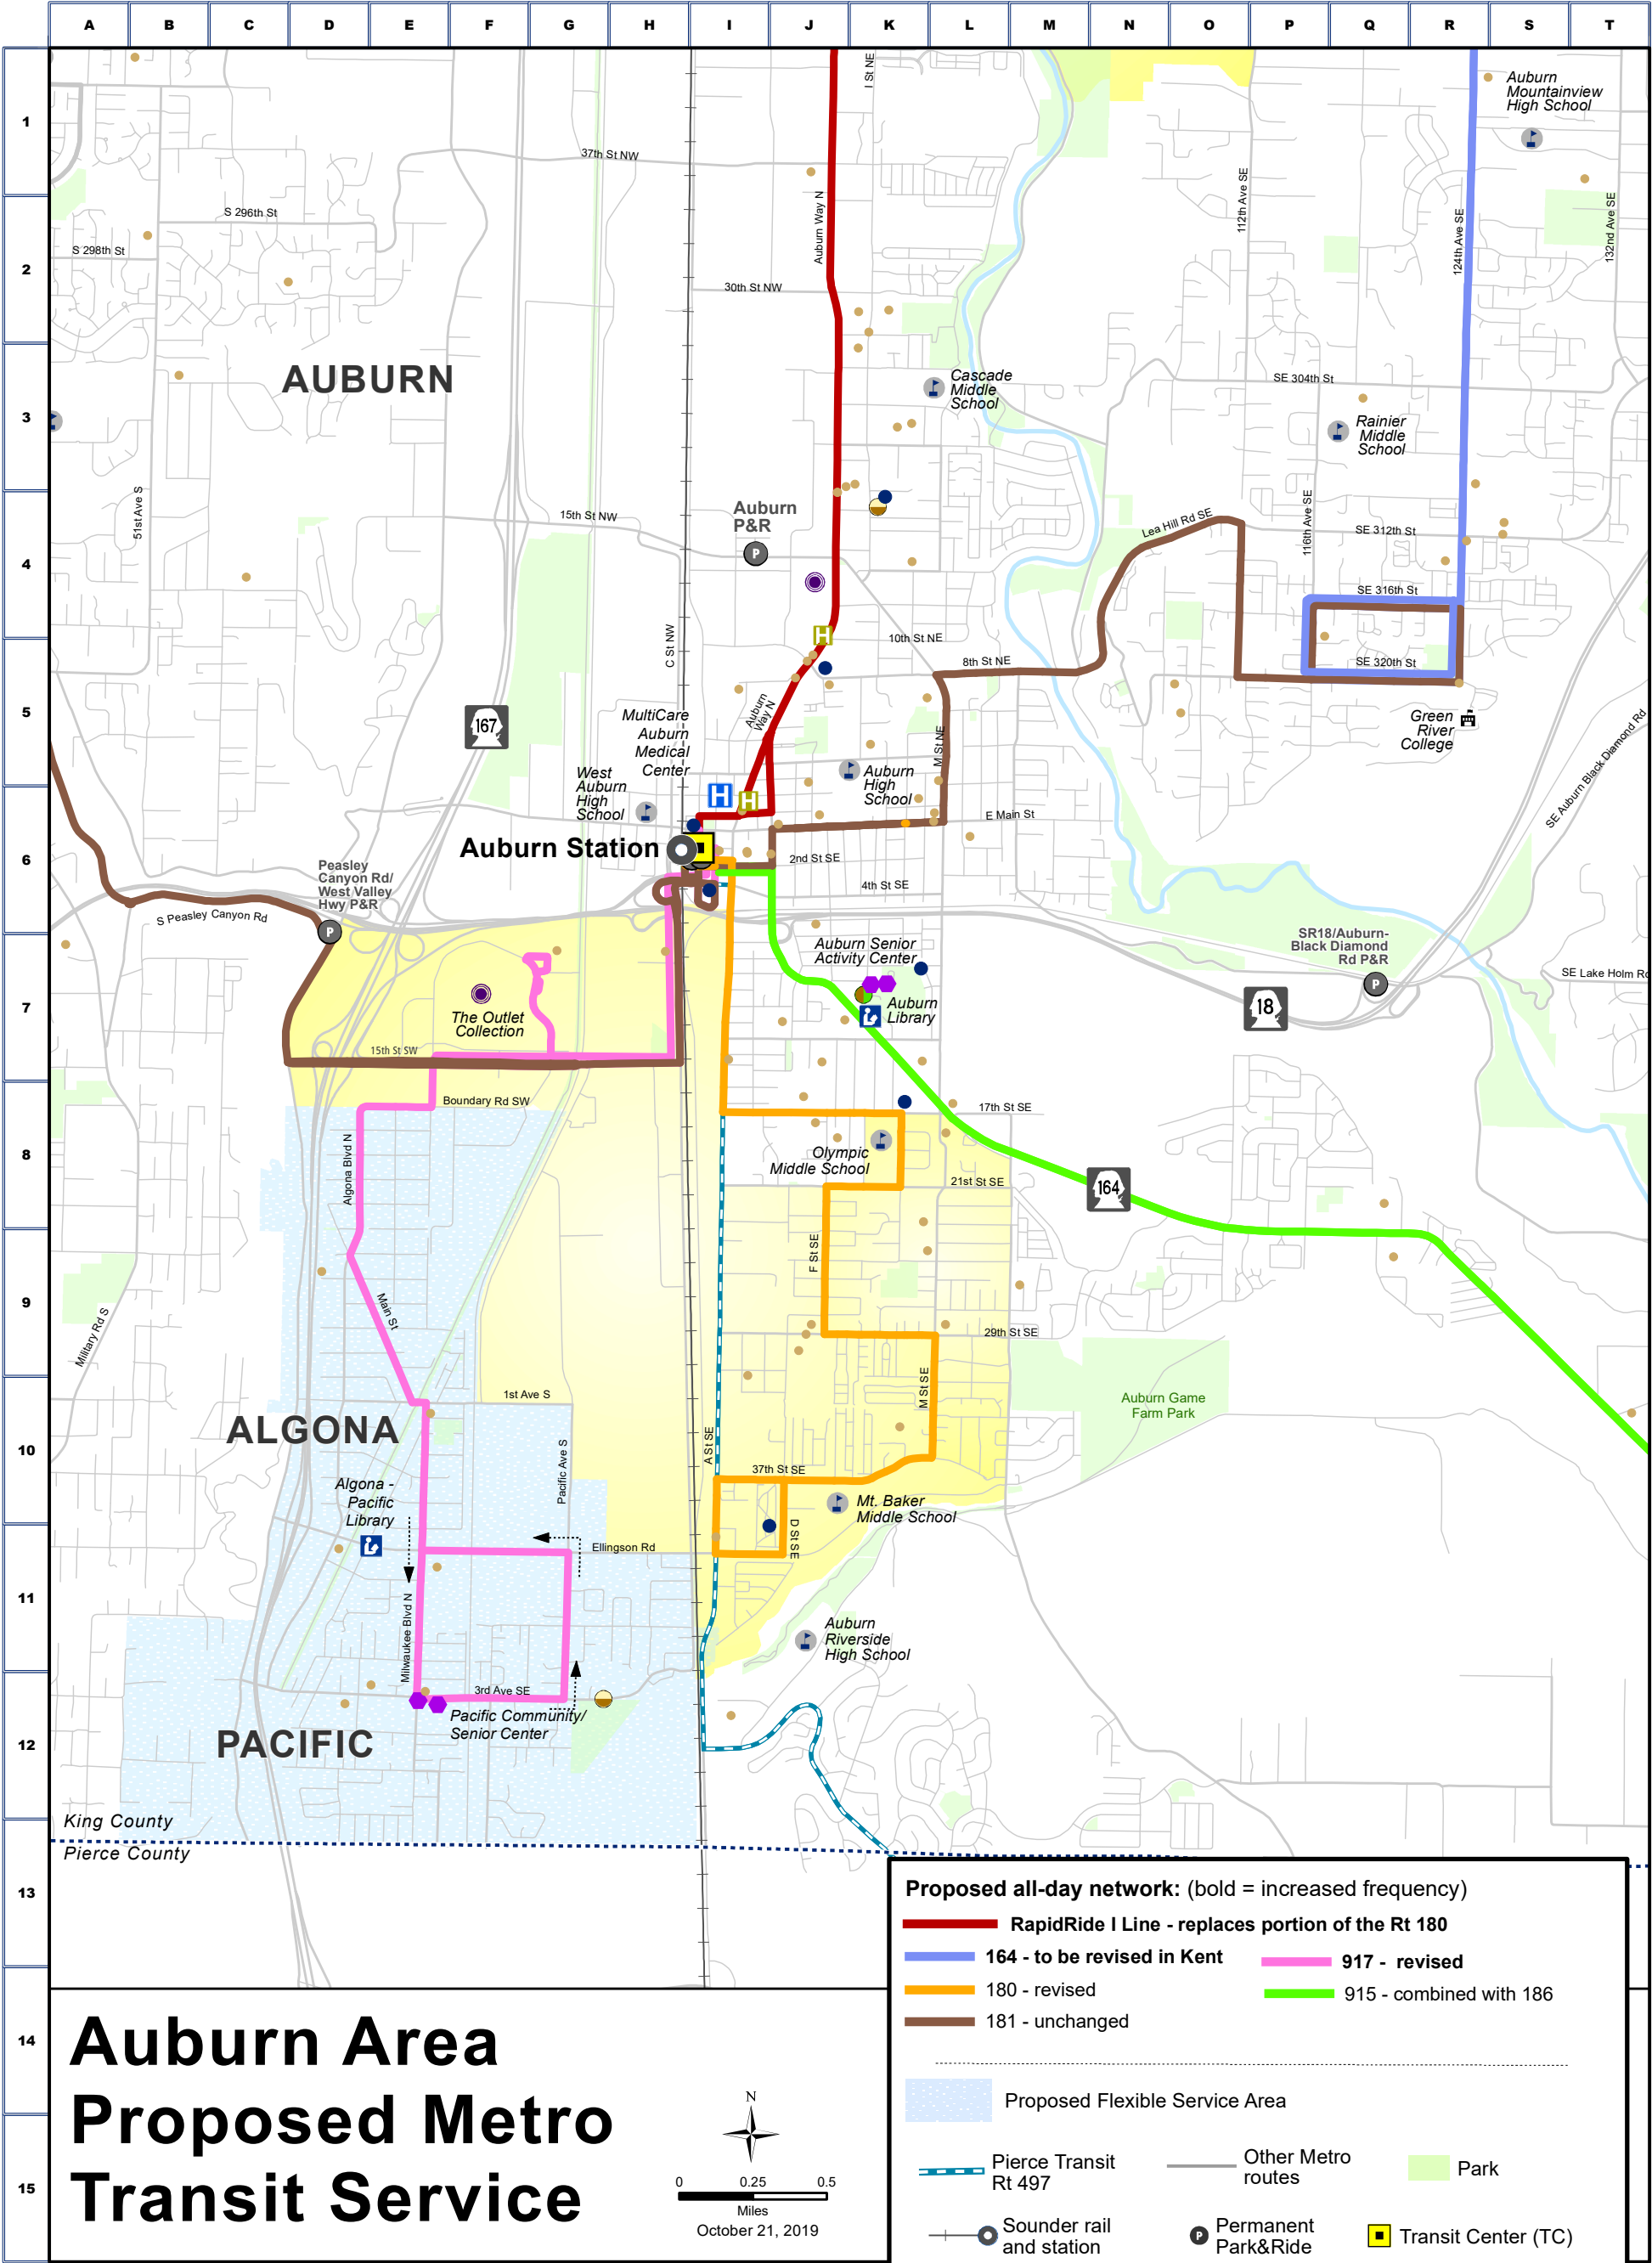 A B C D E F G H I J K L M N O P Q R S T
1
2
3
4
5
6
7
8
9
10
11
12
13
14
15
I St NE
Auburn
Mountainview
High School
37th St NW
Auburn Way N
112th Ave SE
124th Ave SE
132nd Ave SE
S 296th St
S 298th St
30th St NW
AUBURN
Cascade
Middle
School
SE 304th St
Rainier
Middle
School
51st Ave S
15th St NW
Auburn
P&R
P
Lea Hill Rd SE
116th Ave SE
SE 312th St
SE 316th St
C St NW
H
10th St NE
8th St NE
SE 320th St
167
MultiCare
Auburn
Medical
Center
Auburn
Way N
M St NE
Green
River
College
SE Auburn Black Diamond Rd
West
Auburn
High
School
H
H
Auburn
High
School
E Main St
Auburn Station
2nd St SE
4th St SE
Peasley
Canyon Rd/
West Valley
Hwy P&R
P
S Peasley Canyon Rd
SR18/Auburn-
Black Diamond
Rd P&R
P
SE Lake Holm Rd
Auburn Senior
Activity Center
Auburn
Library
18
The Outlet
Collection
15th St SW
Boundary Rd SW
17th St SE
Algona Blvd N
Olympic
Middle School
21st St SE
164
F St SE
Main St
Military Rd S
29th St SE
1st Ave S
M St SE
Auburn Game
Farm Park
ALGONA
A St SE
Pacific Ave S
37th St SE
Algona -
Pacific
Library
Mt. Baker
Middle School
D St SE
Ellingson Rd
Milwaukee Blvd N
Auburn
Riverside
High School
3rd Ave SE
Pacific Community/
Senior Center
PACIFIC
King County
Pierce County
Proposed all-day network: (bold = increased frequency)
RapidRide I Line - replaces portion of the Rt 180
164 - to be revised in Kent
917 - revised
180 - revised
915 - combined with 186
181 - unchanged
Proposed Flexible Service Area
Pierce Transit
Rt 497
Other Metro
routes
Park
Sounder rail
and station
P
Permanent
Park&Ride
Transit Center (TC)
Auburn Area
Proposed Metro
Transit Service
N
0 0.25 0.5
Miles
October 21, 2019